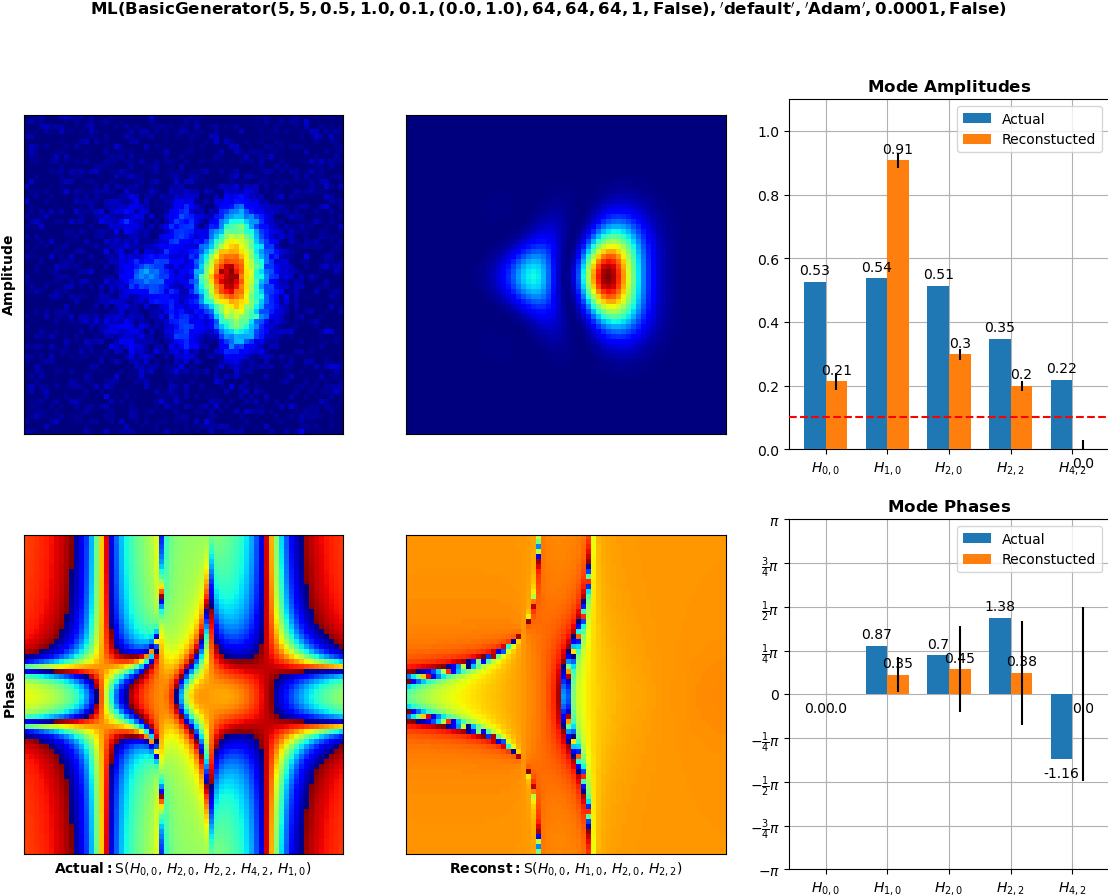 ML(BasicGenerator(5, 5, 0.5, 1.0, 0.1, (0.0, 1.0), 64, 64, 64, 1, False), ′default′, ′Adam′, 0.0001, False)
Amplitude
Mode Amplitudes
Actual
Reconstucted
1.0
0.8
0.6
0.4
0.2
0.0
0.53
0.21
0.54
0.91
0.51
0.3
0.35
0.2
0.22
0.0
H0,0
H1,0
H2,0
H2,2
H4,2
Phase
Actual: S(H0,0, H2,0, H2,2, H4,2, H1,0)
Reconst: S(H0,0, H1,0, H2,0, H2,2)
Mode Phases
Actual
Reconstucted
π
3/4π
1/2π
1/4π
0
−1/4π
−1/2π
−3/4π
−π
0.0
0.0
0.87
0.35
0.7
0.45
1.38
0.38
-1.16
0.0
H0,0
H1,0
H2,0
H2,2
H4,2